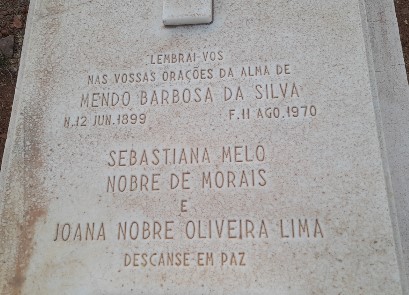 LEMBRAI-VOS
NAS VOSSAS ORAÇÕES DA ALMA DE
MENDO BARBOSA DA SILVA
N.12 JUN.1899 F.11 AGO.1970
SEBASTIANA MELO
NOBRE DE MORAIS
E
JOANA NOBRE OLIVEIRA LIMA
DESCANSE EM PAZ